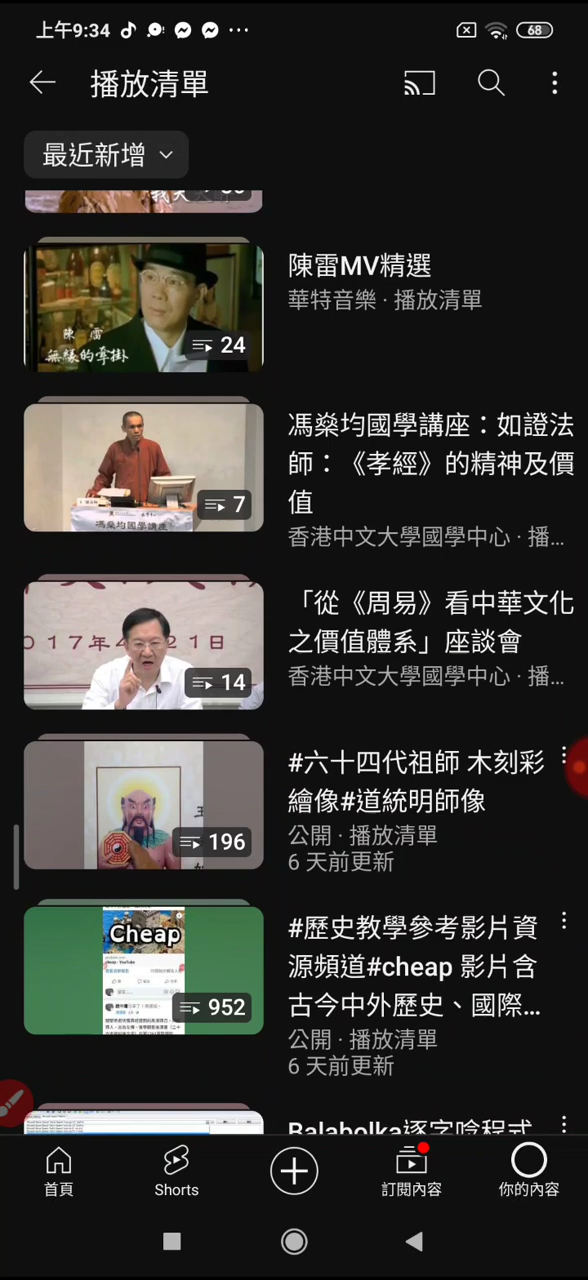 上午9:34
68
播放清單
最近新增
陳雷MV精選
華特音樂 · 播放清單
陳 雷
無緣的牽掛
24
馮燊均國學講座：如證法
師：《孝經》的精神及價
值
香港中文大學國學中心 · 播...
馮燊均國學講座
7
「從《周易》看中華文化
之價值體系」座談會
香港中文大學國學中心 · 播...
14
#六十四代祖師 木刻彩
繪像#道統明師像
公開 · 播放清單
6 天前更新
196
#歷史教學參考影片資
源頻道#cheap 影片含
古今中外歷史、國際...
公開 · 播放清單
6 天前更新
Cheap
952
Balabolka逐字唸程式
首頁
Shorts
訂閱內容
你的內容